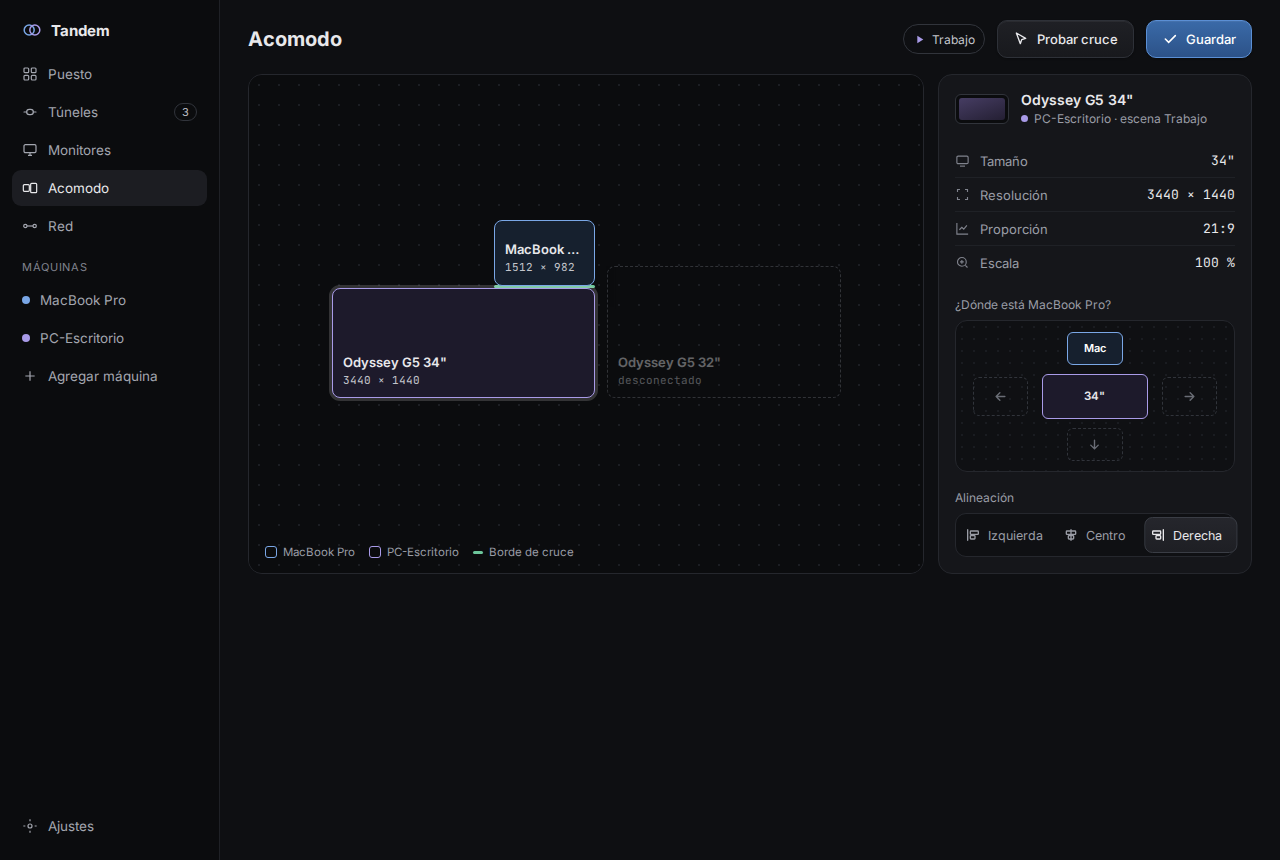 Tandem
Puesto
Túneles 3
Monitores
Acomodo
Red
MÁQUINAS
MacBook Pro
PC-Escritorio
Agregar máquina
Ajustes
Acomodo
Trabajo
Probar cruce
Guardar
MacBook ...
1512 × 982
Odyssey G5 34"
3440 × 1440
Odyssey G5 32"
desconectado
MacBook Pro
PC-Escritorio
Borde de cruce
Odyssey G5 34"
PC-Escritorio · escena Trabajo
Tamaño 34"
Resolución 3440 × 1440
Proporción 21:9
Escala 100 %
¿Dónde está MacBook Pro?
Mac
34"
Alineación
Izquierda Centro Derecha